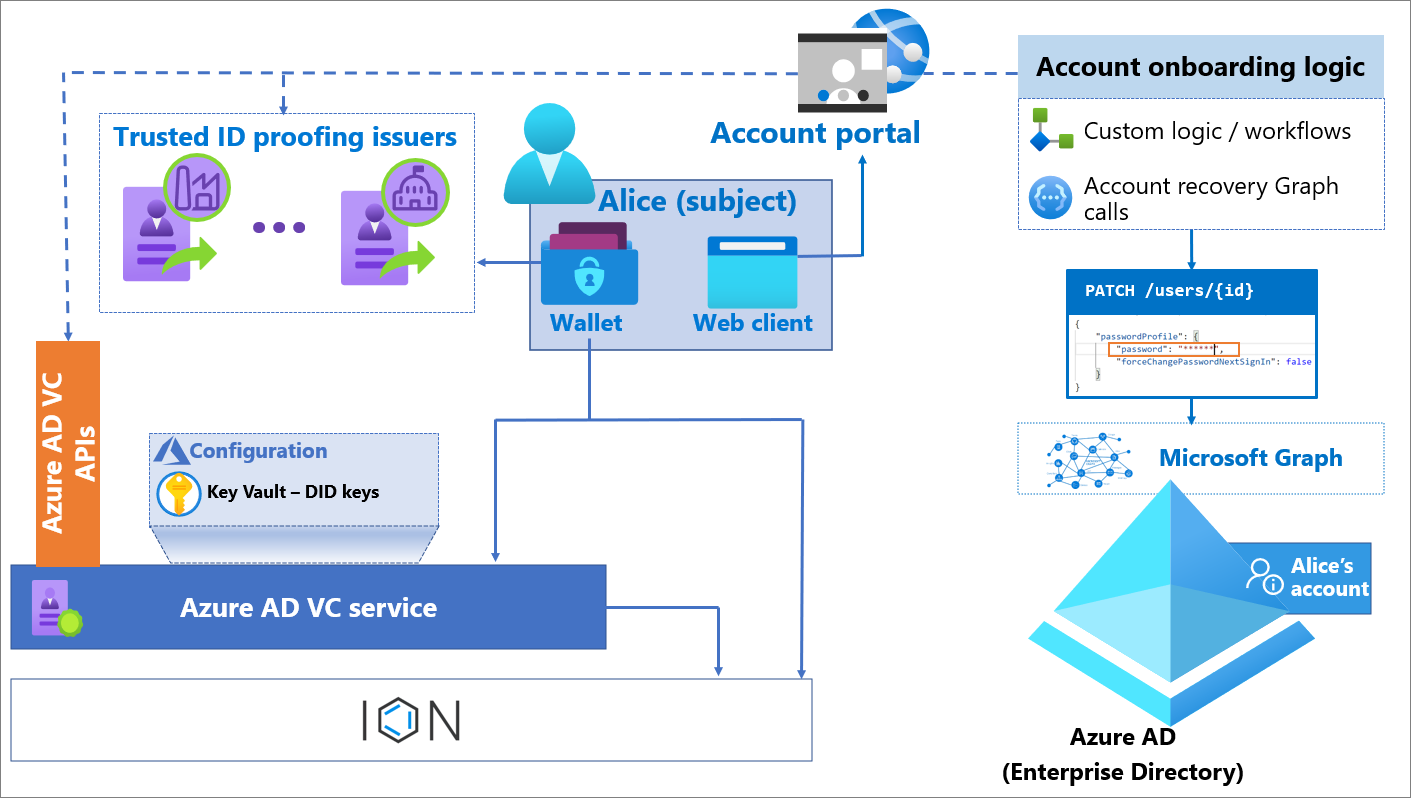 Account onboarding logic
Custom logic / workflows
Account recovery Graph
calls
Account portal
Trusted ID proofing issuers
Alice (subject)
Wallet
Web client
PATCH /users/{id}
{
"passwordProfile": {
"password": "******",
"forceChangePasswordNextSignIn": false
}
}
Azure AD VC
APIs
Configuration
Key Vault – DID keys
Microsoft Graph
Alice's
account
Azure AD VC service
ION
Azure AD
(Enterprise Directory)